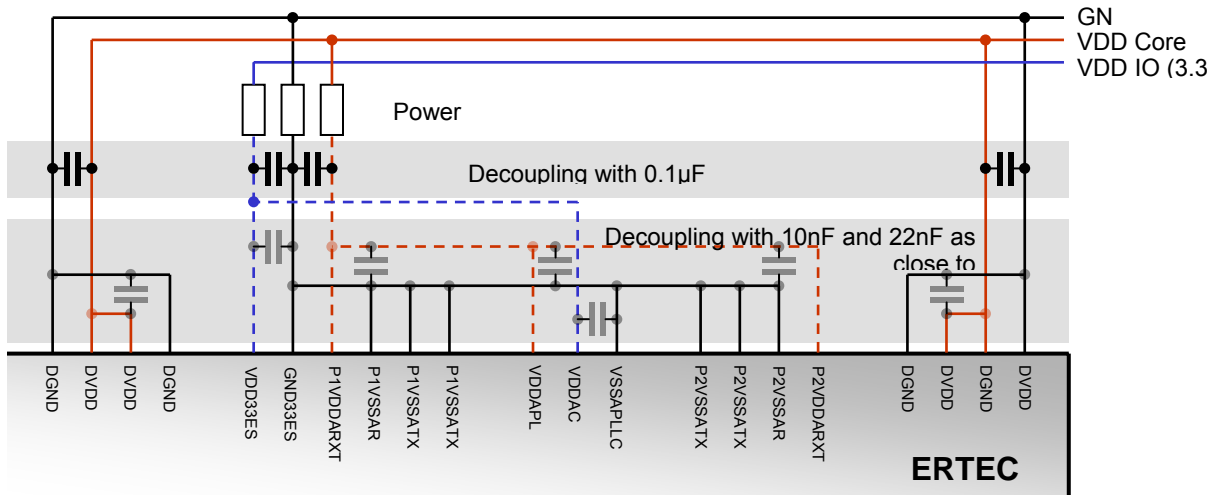 GN
VDD Core
VDD IO (3.3
Power
Decoupling with 0.1µF
Decoupling with 10nF and 22nF as
close to
DGND
DVDD
DVDD
DGND
VDD33ES
GND33ES
P1VDDARXT
P1VSSAR
P1VSSATX
P1VSSATX
VDDAPL
VDDAC
VSSAPLLC
P2VSSATX
P2VSSATX
P2VSSAR
P2VDDARXT
DGND
DVDD
DGND
DVDD
ERTEC